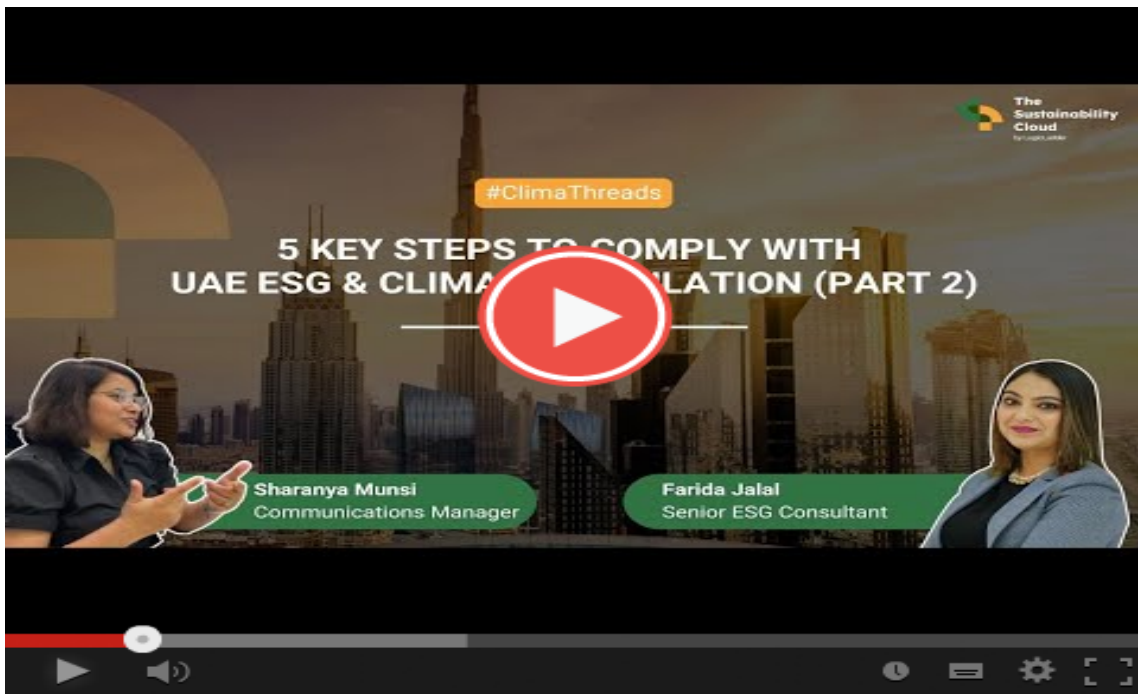 The
Sustainability
Cloud
#ClimaThreads
5 KEY STEPS TO COMPLY WITH
UAE ESG & CLIMA LATION (PART 2)
Sharanya Munsi
Communications Manager
Farida Jalal
Senior ESG Consultant